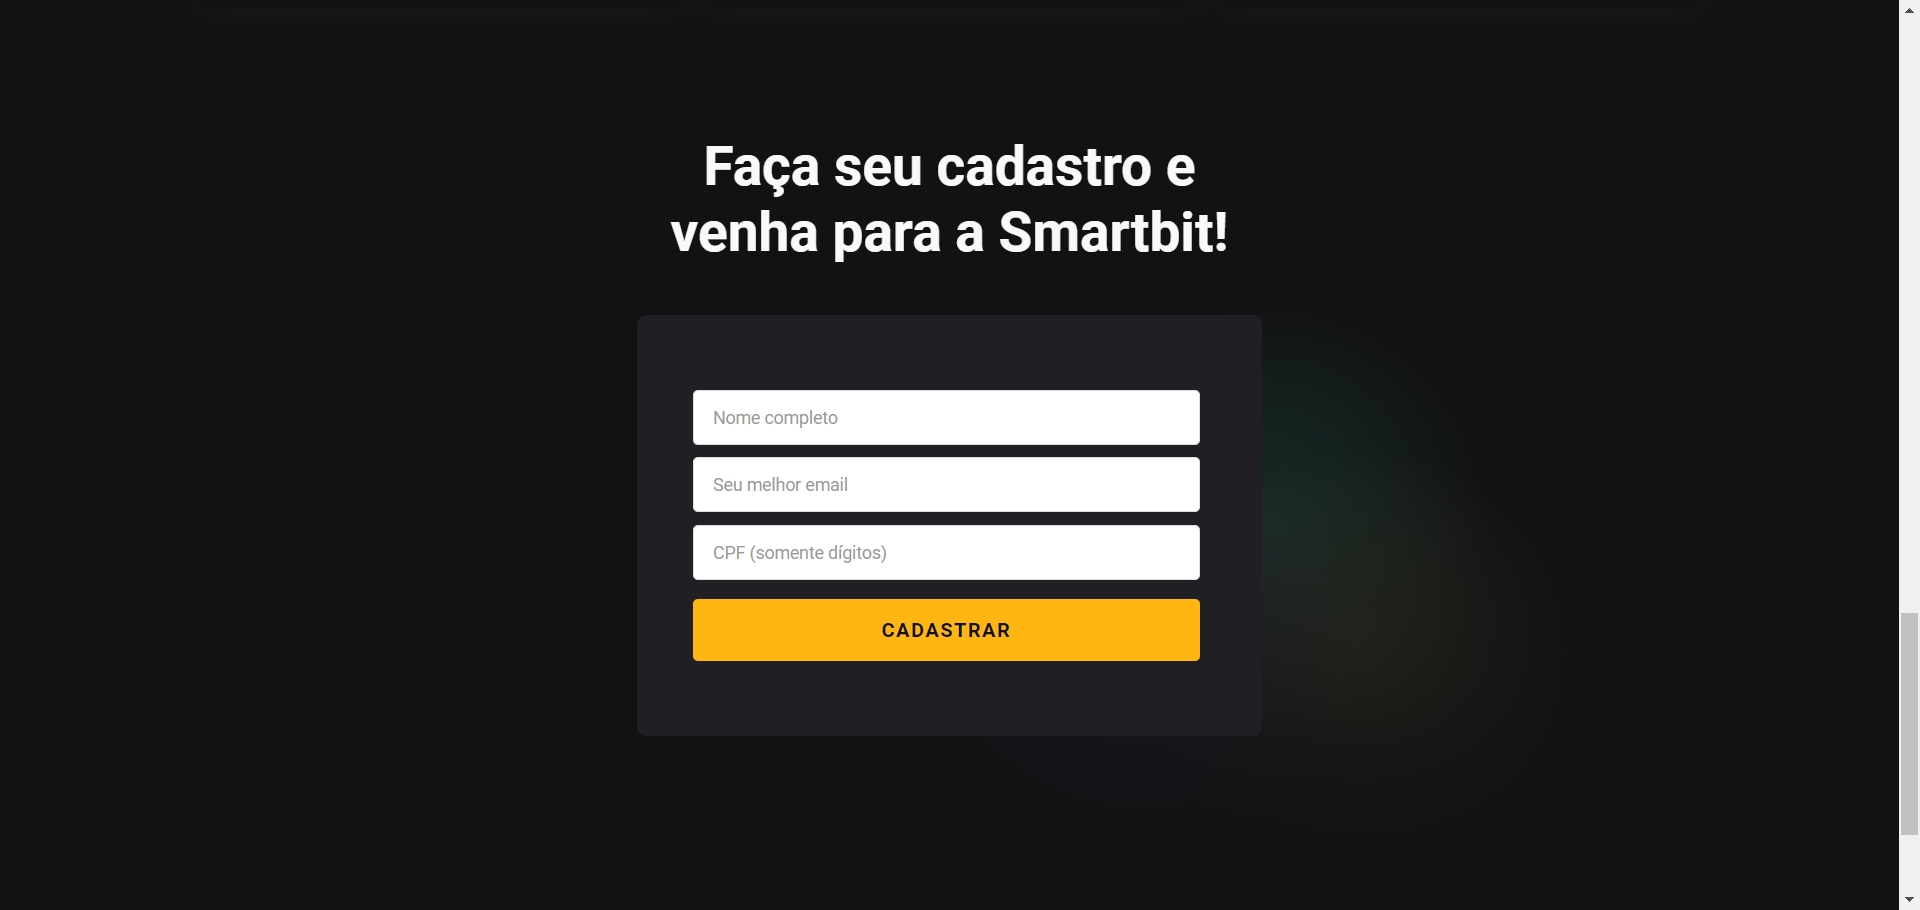 Faça seu cadastro e
venha para a Smartbit!
Nome completo
Seu melhor email
CPF (somente dígitos)
CADASTRAR